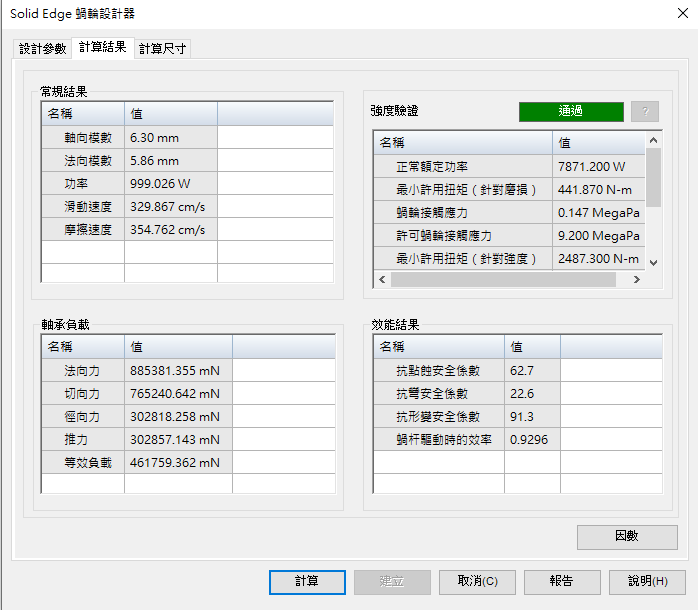 Solid Edge 蝸輪設計器
設計參數 計算結果 計算尺寸
常規結果
名稱 值
軸向模數 6.30 mm
法向模數 5.86 mm
功率 999.026 W
滑動速度 329.867 cm/s
摩擦速度 354.762 cm/s
強度驗證 通過 ?
名稱 值
正常額定功率 7871.200 W
最小許用扭矩（針對磨損） 441.870 N-m
蝸輪接觸應力 0.147 MegaPa
許可蝸輪接觸應力 9.200 MegaPa
最小許用扭矩（針對強度） 2487.300 N-m
軸承負載
名稱 值
法向力 885381.355 mN
切向力 765240.642 mN
徑向力 302818.258 mN
推力 302857.143 mN
等效負載 461759.362 mN
效能結果
名稱 值
抗點蝕安全係數 62.7
抗彎安全係數 22.6
抗形變安全係數 91.3
蝸杆驅動時的效率 0.9296
因數
計算 建立 取消(C) 報告 說明(H)